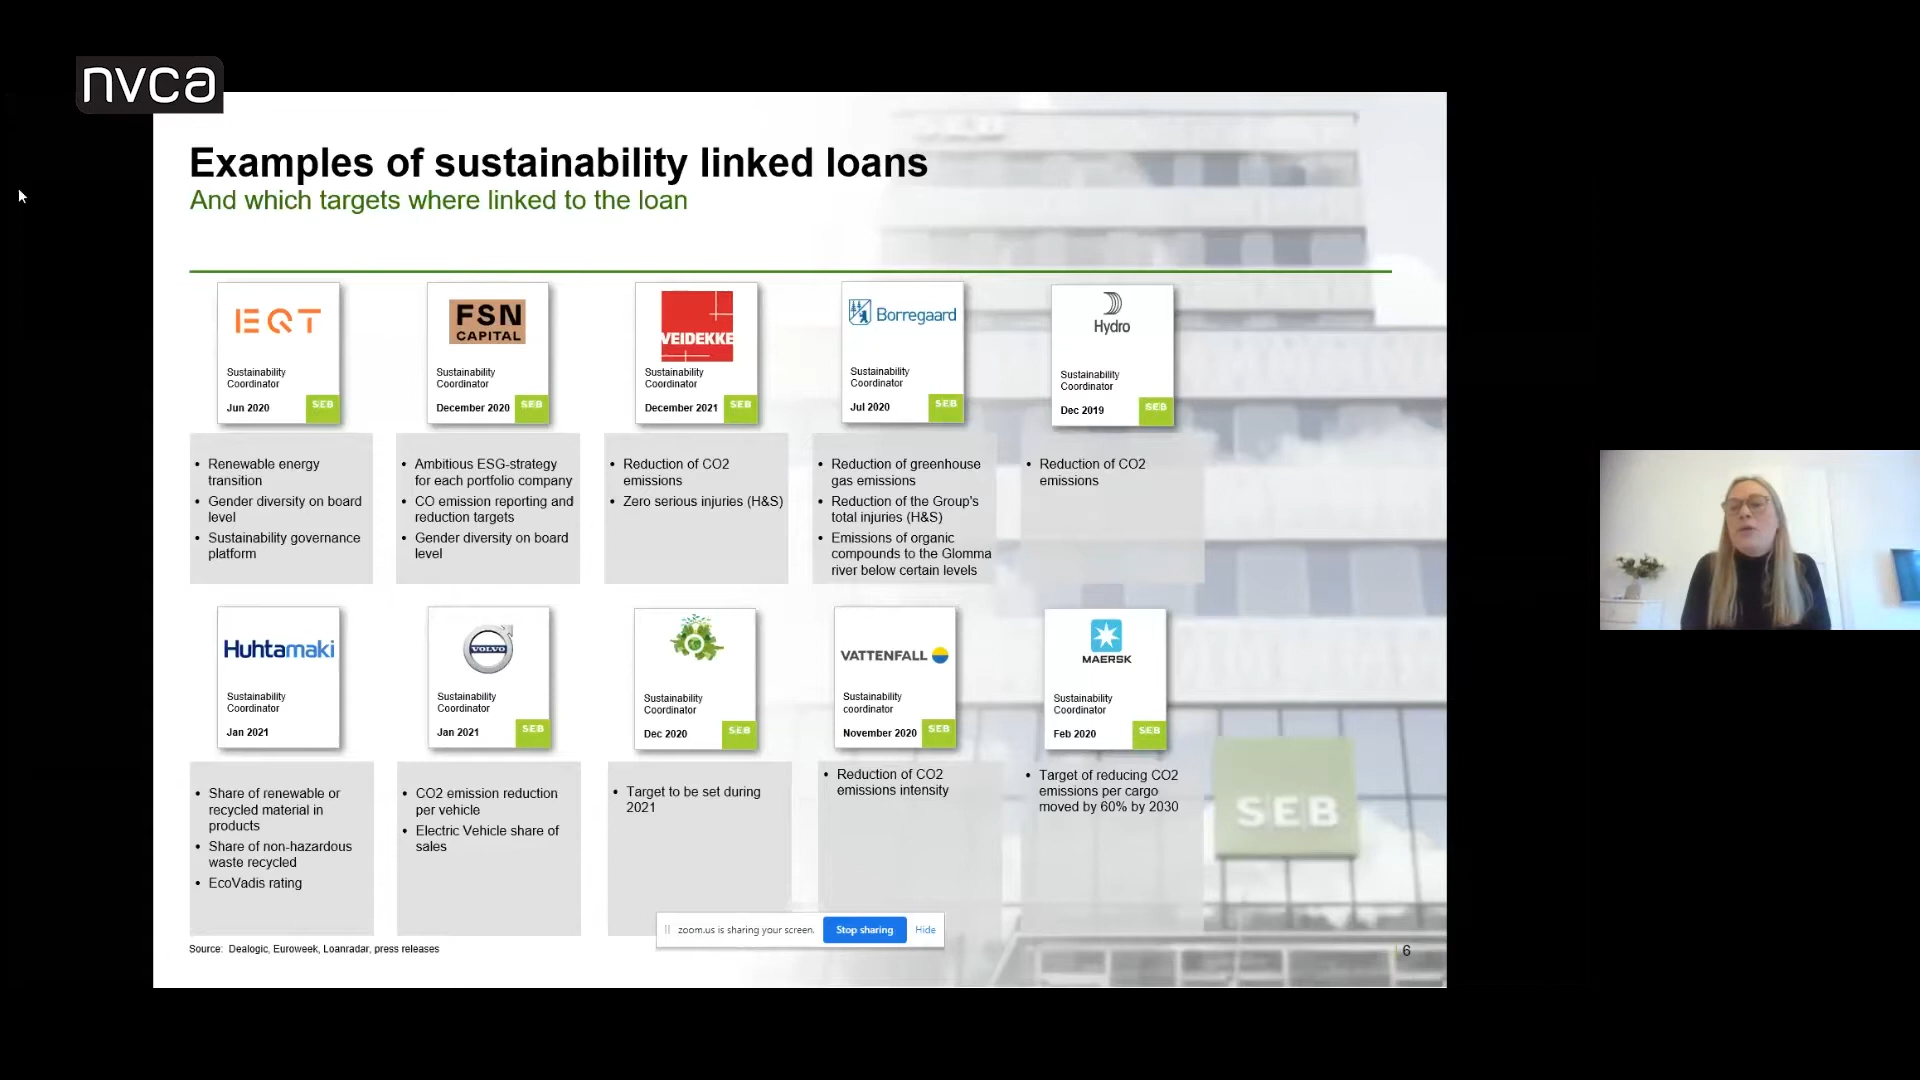 nvca
Examples of sustainability linked loans
And which targets where linked to the loan
EQT
Sustainability
Coordinator
Jun 2020
SEB
FSN
CAPITAL
Sustainability
Coordinator
December 2020
SEB
VEIDEKKE
Sustainability
Coordinator
December 2021
SEB
Borregaard
Sustainability
Coordinator
Jul 2020
SEB
Hydro
Sustainability
Coordinator
Dec 2019
SEB
• Renewable energy
transition
• Gender diversity on board
level
• Sustainability governance
platform
• Ambitious ESG-strategy
for each portfolio company
• CO emission reporting and
reduction targets
• Gender diversity on board
level
• Reduction of CO2
emissions
• Zero serious injuries (H&S)
• Reduction of greenhouse
gas emissions
• Reduction of the Group's
total injuries (H&S)
• Emissions of organic
compounds to the Glomma
river below certain levels
• Reduction of CO2
emissions
Huhtamaki
Sustainability
Coordinator
Jan 2021
VOLVO
Sustainability
Coordinator
Jan 2021
SEB
Sustainability
Coordinator
Dec 2020
SEB
VATTENFALL
Sustainability
coordinator
November 2020
SEB
MAERSK
Sustainability
Coordinator
Feb 2020
SEB
• Share of renewable or
recycled material in
products
• Share of non-hazardous
waste recycled
• EcoVadis rating
• CO2 emission reduction
per vehicle
• Electric Vehicle share of
sales
• Target to be set during
2021
• Reduction of CO2
emissions intensity
• Target of reducing CO2
emissions per cargo
moved by 60% by 2030
SEB
zoom.us is sharing your screen.
Stop sharing
Hide
Source: Dealogic, Euroweek, Loanradar, press releases
6